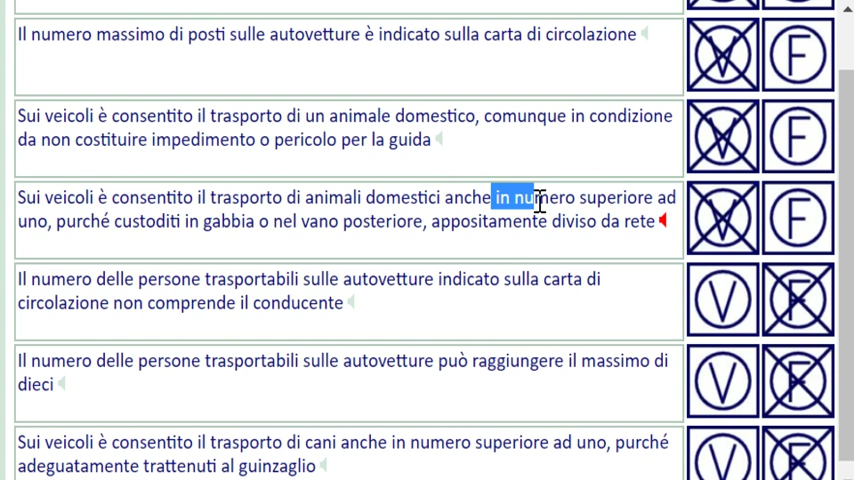 Il numero massimo di posti sulle autovetture è indicato sulla carta di circolazione
V F
Sui veicoli è consentito il trasporto di un animale domestico, comunque in condizione
da non costituire impedimento o pericolo per la guida
V F
Sui veicoli è consentito il trasporto di animali domestici anche in numero superiore ad
uno, purché custoditi in gabbia o nel vano posteriore, appositamente diviso da rete
V F
Il numero delle persone trasportabili sulle autovetture indicato sulla carta di
circolazione non comprende il conducente
V F
Il numero delle persone trasportabili sulle autovetture può raggiungere il massimo di
dieci
V F
Sui veicoli è consentito il trasporto di cani anche in numero superiore ad uno, purché
adeguatamente trattenuti al guinzaglio
V F